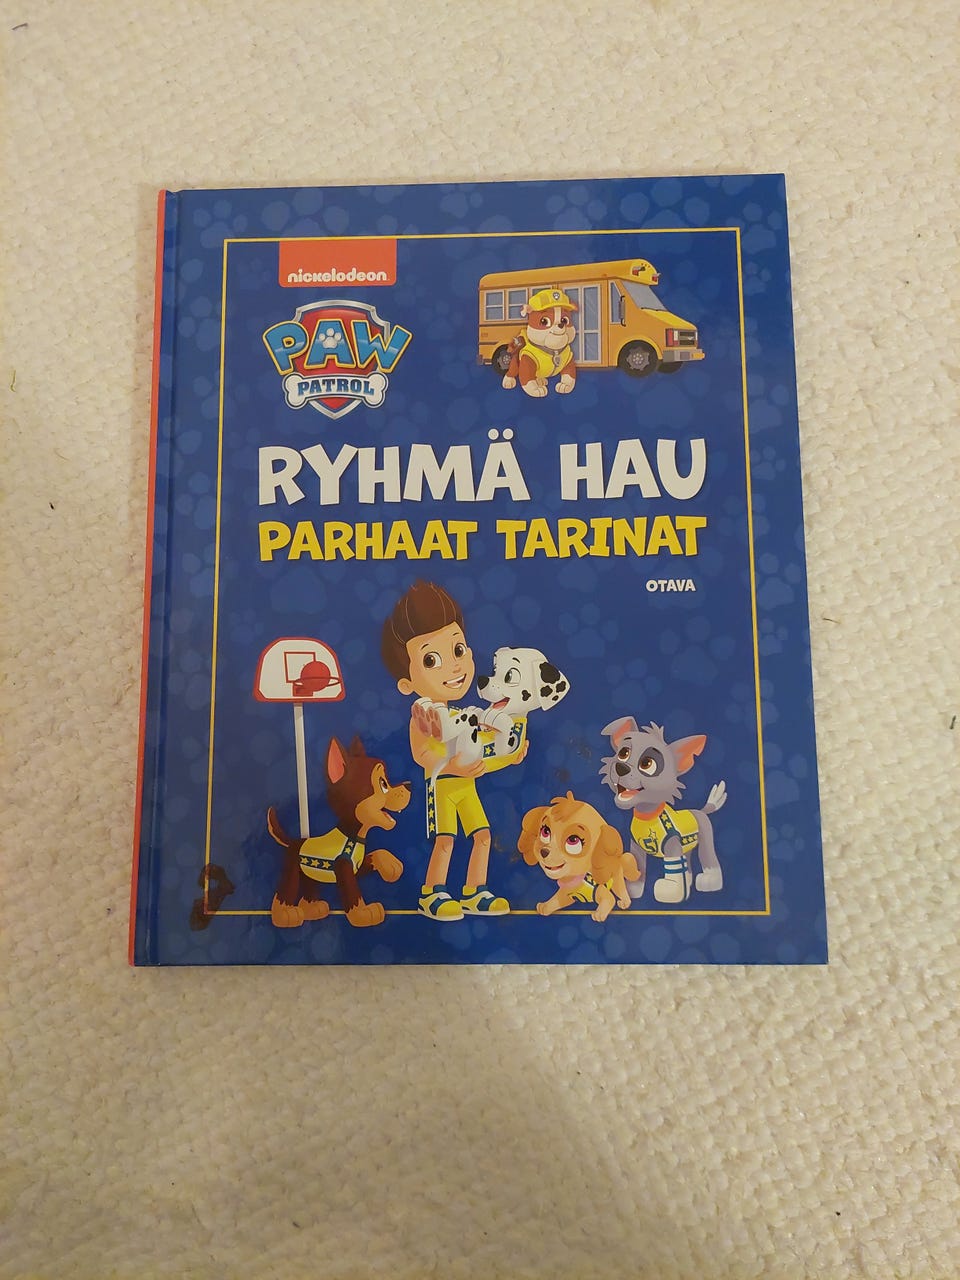 nickelodeon
PAW
PATROL
RYHMÄ HAU
PARHAAT TARINAT
OTAVA